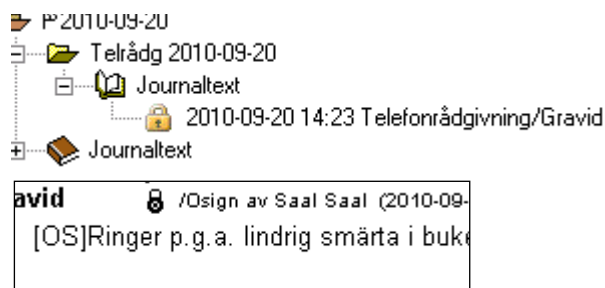 2010-09-20
Telrådg 2010-09-20
Journaltext
2010-09-20 14:23 Telefonrådgivning/Gravid
Journaltext
avid /Osign av Saal Saal (2010-09-
[OS]Ringer p.g.a. lindrig smärta i buke